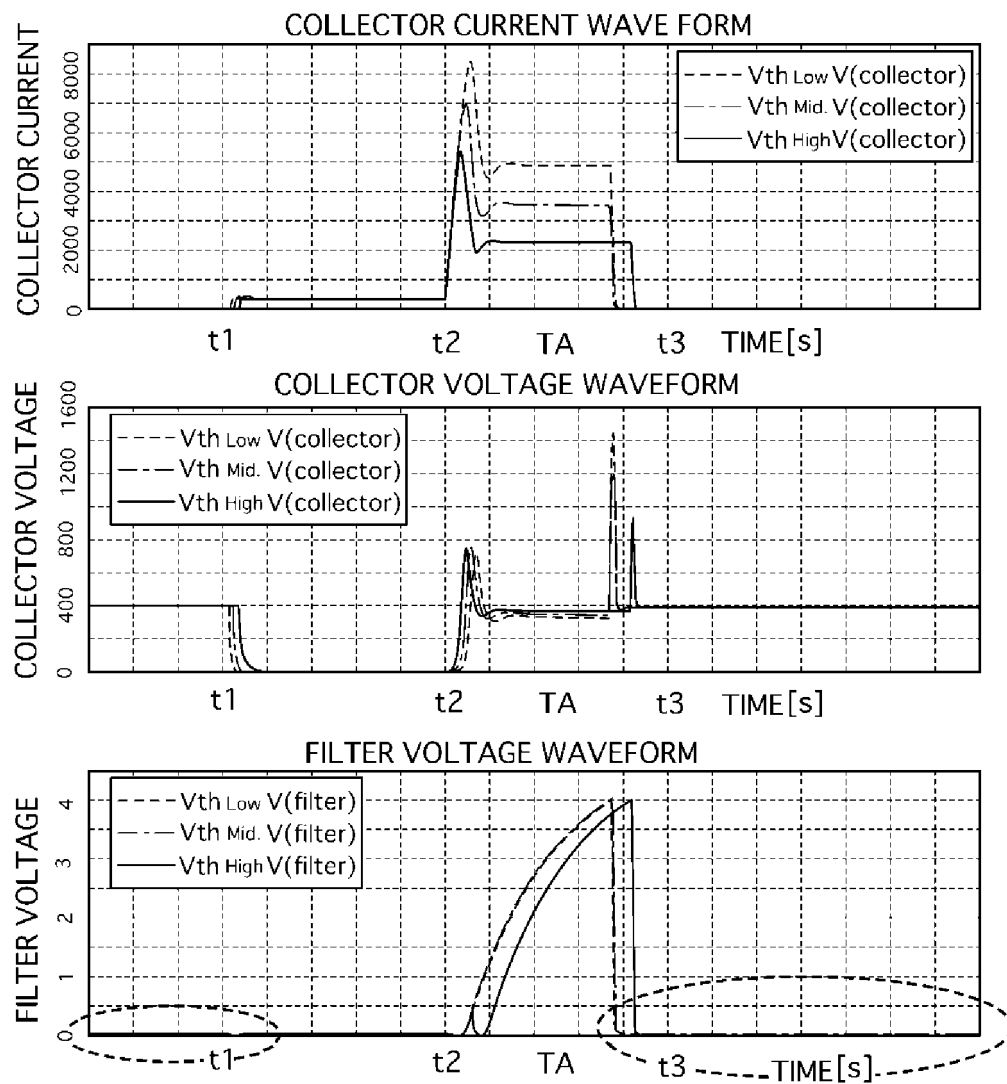 COLLECTOR CURRENT WAVE FORM
COLLECTOR CURRENT
8000
6000
4000
2000
0
Vth Low V(collector)
Vth Mid. V(collector)
Vth High V(collector)
t1 t2 TA t3 TIME[s]
COLLECTOR VOLTAGE WAVEFORM
COLLECTOR VOLTAGE
1600
1200
800
400
0
Vth Low V(collector)
Vth Mid. V(collector)
Vth High V(collector)
t1 t2 TA t3 TIME[s]
FILTER VOLTAGE WAVEFORM
FILTER VOLTAGE
4
3
2
1
0
Vth Low V(filter)
Vth Mid. V(filter)
Vth High V(filter)
t1 t2 TA t3 TIME[s]